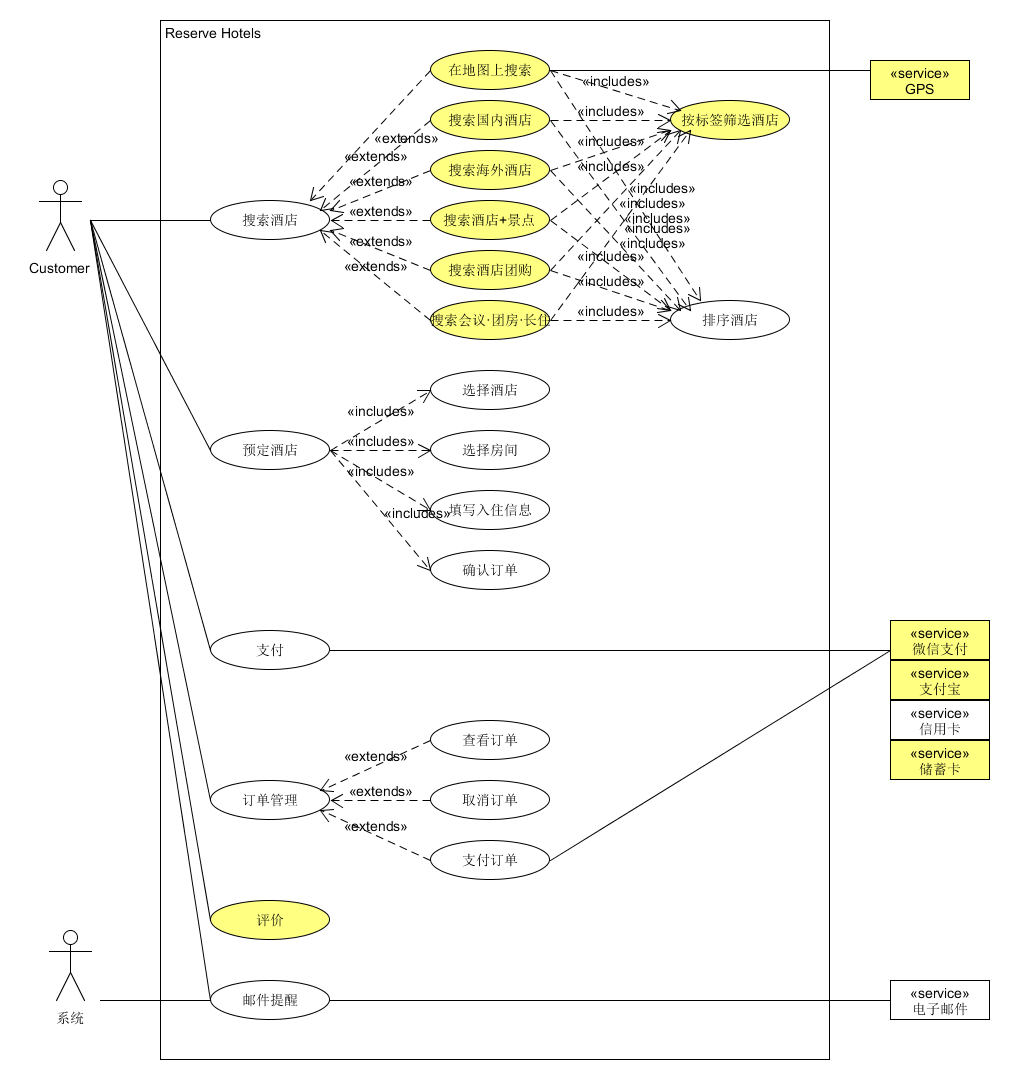 Reserve Hotels
在地图上搜索
«service»
GPS
«includes»
搜索国内酒店
«includes»
按标签筛选酒店
«extends»
«includes»
«extends»
搜索海外酒店
«includes»
«extends»
«includes»
«includes»
Customer
搜索酒店
«extends»
搜索酒店+景点
«includes»
«includes»
«extends»
«includes»
«extends»
搜索酒店团购
«includes»
搜索会议·团房·长住
«includes»
排序酒店
选择酒店
«includes»
预定酒店
«includes»
选择房间
«includes»
填写入住信息
«includes»
确认订单
支付
«service»
微信支付
«service»
支付宝
«service»
信用卡
«service»
储蓄卡
查看订单
«extends»
订单管理
«extends»
取消订单
«extends»
支付订单
评价
系统
邮件提醒
«service»
电子邮件